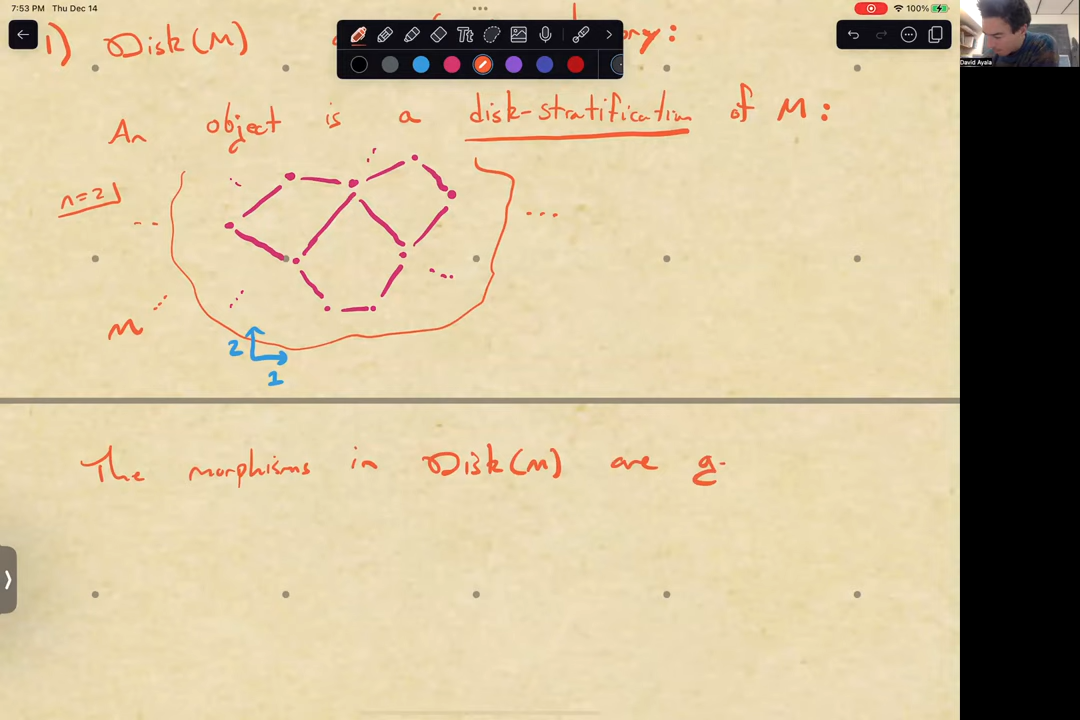 7:53 PM Thu Dec 14
100%
David Ayala
1) Disk(M)
An object is a disk-stratification of M:
n=2
M
2
1
The morphisms in Disk(M) are g